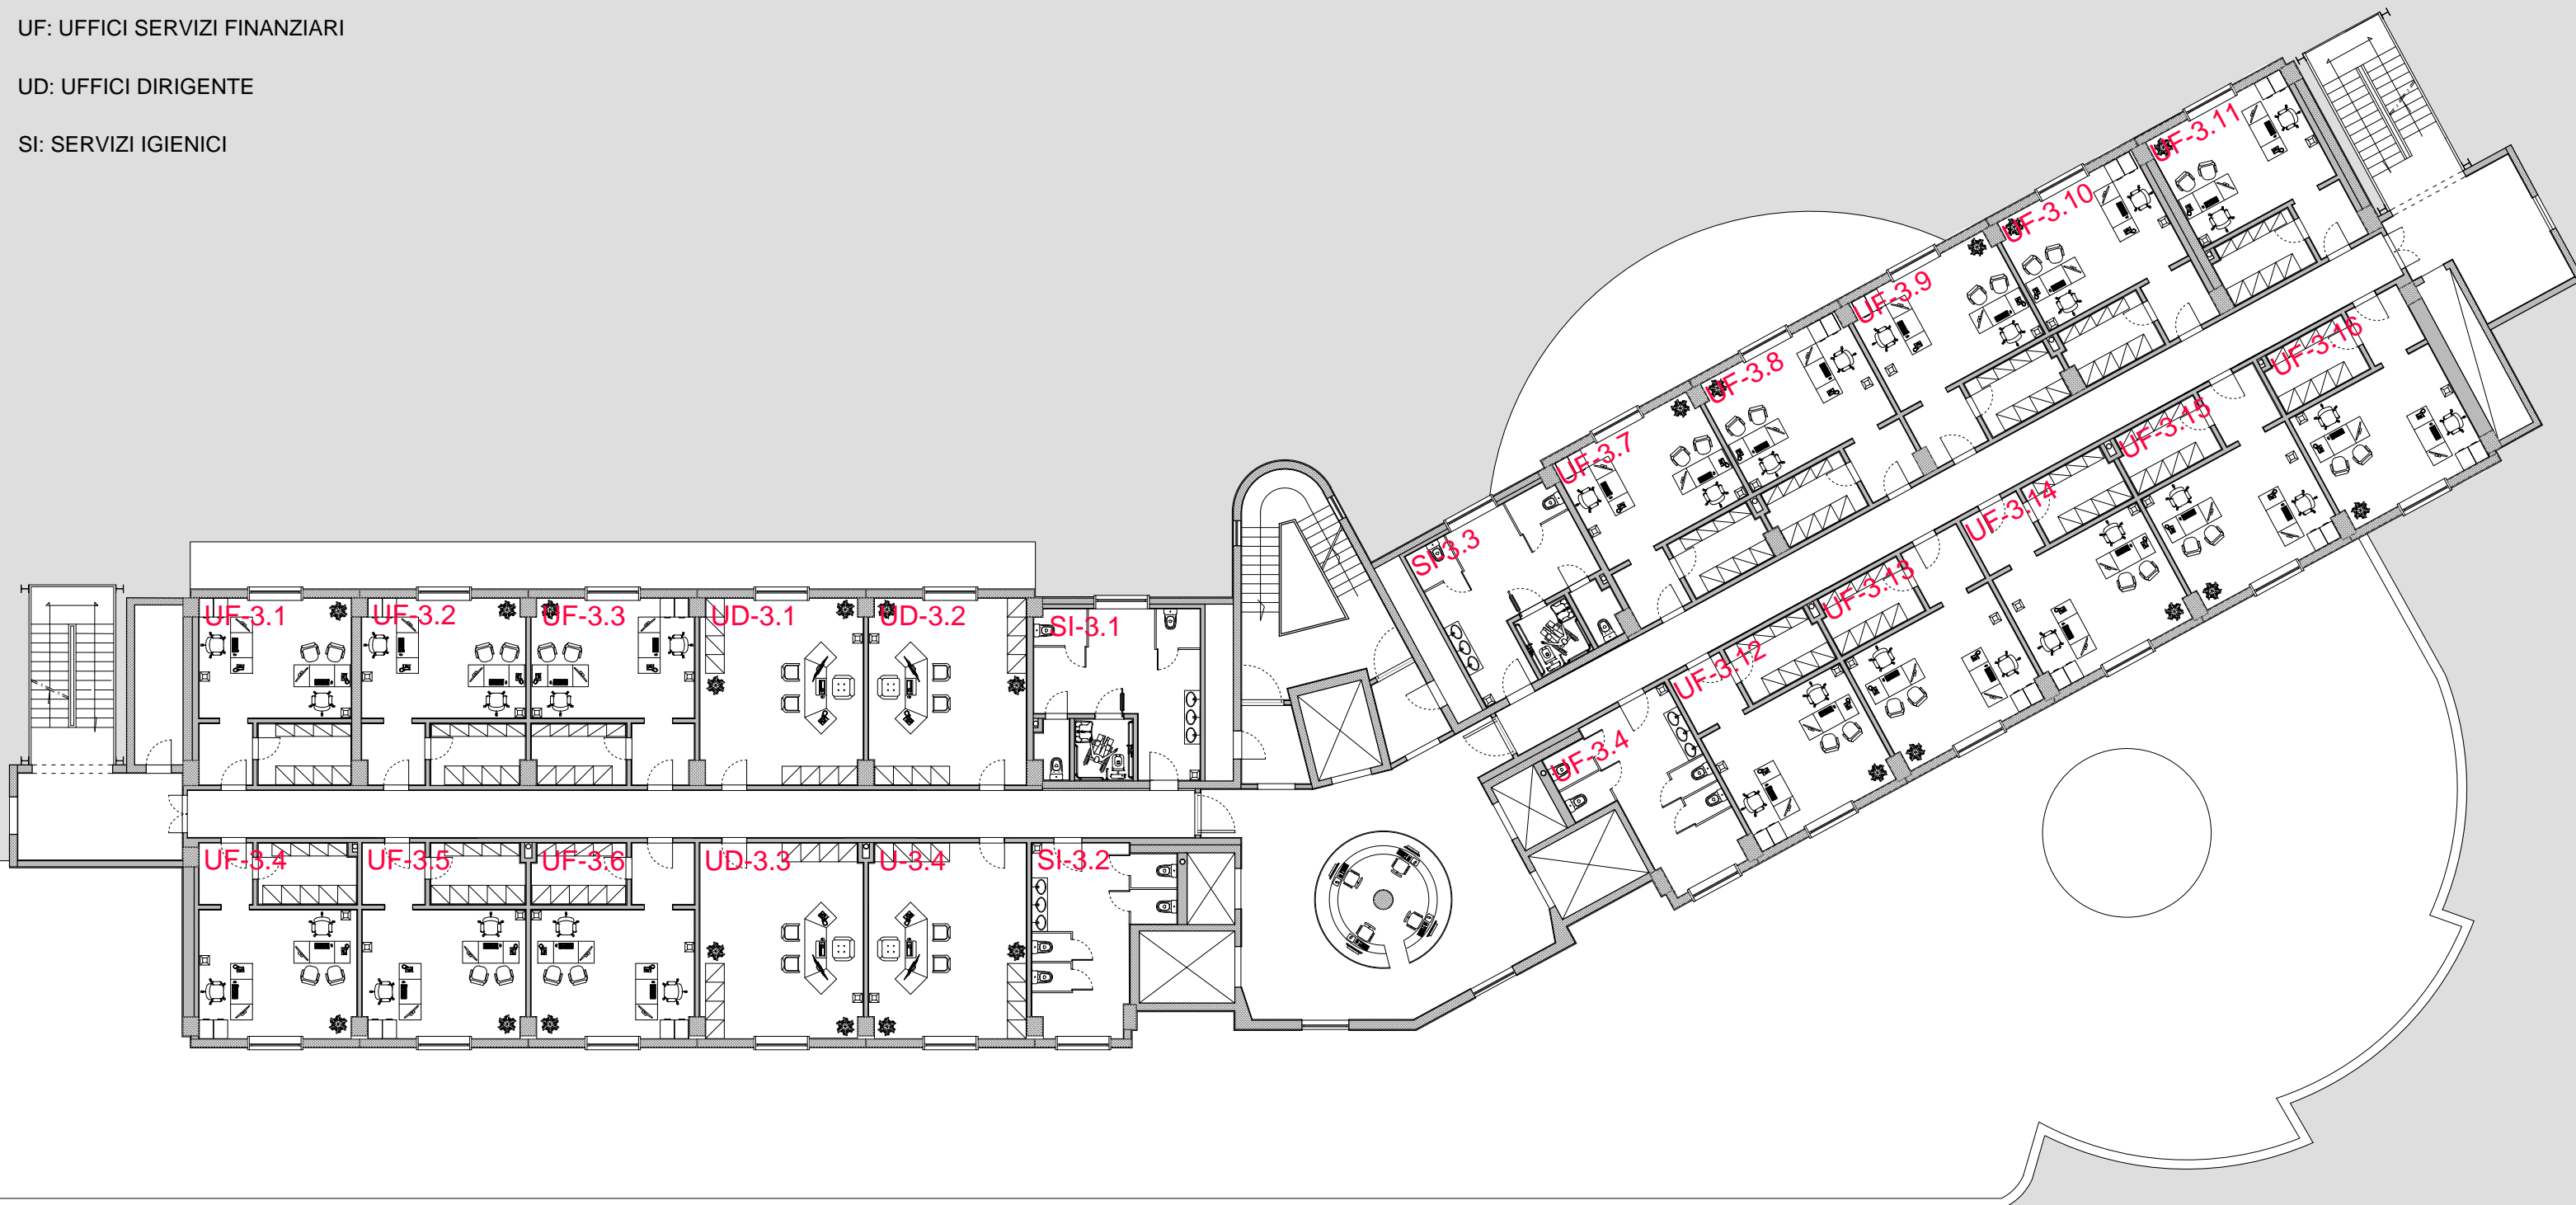 UF: UFFICI SERVIZI FINANZIARI
UD: UFFICI DIRIGENTE
SI: SERVIZI IGIENICI
UF-3.1
UF-3.2
UF-3.3
UD-3.1
UD-3.2
SI-3.1
UF-3.4
UF-3.5
UF-3.6
UD-3.3
U-3.4
SI-3.2
SI-3.3
UF-3.7
UF-3.8
UF-3.9
UF-3.10
UF-3.11
UF-3.4
UF-3.12
UF-3.13
UF-3.14
UF-3.15
UF-3.16